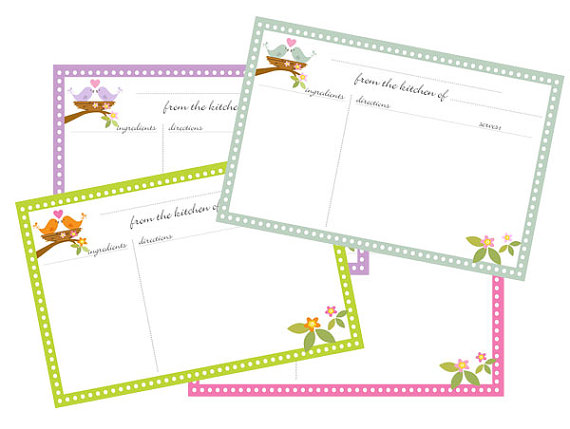 from the kitchen of
ingredients directions
serves:
from the kitchen
ingredients directions
from the kitchen of
ingredients directions